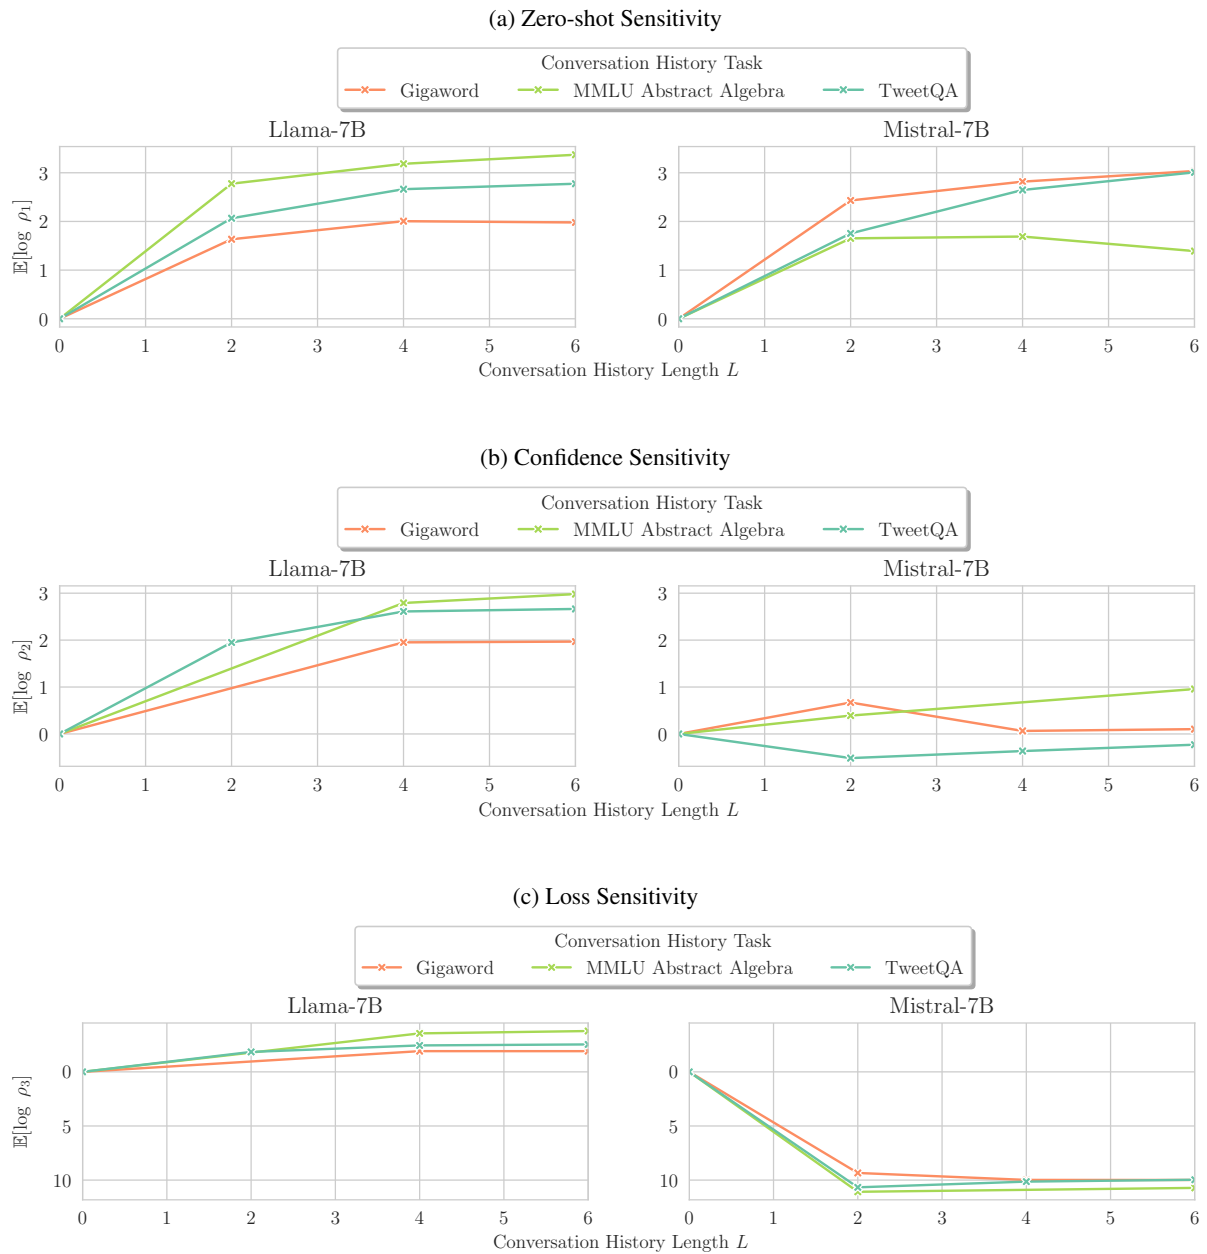 (a) Zero-shot Sensitivity
Conversation History Task
Gigaword MMLU Abstract Algebra TweetQA
Llama-7B Mistral-7B
3 3
2 2
1 1
0 0
𝔼[log ρ₁]
0 1 2 3 4 5 6 0 1 2 3 4 5 6
Conversation History Length L
(b) Confidence Sensitivity
Conversation History Task
Gigaword MMLU Abstract Algebra TweetQA
Llama-7B Mistral-7B
3 3
2 2
1 1
0 0
𝔼[log ρ₂]
0 1 2 3 4 5 6 0 1 2 3 4 5 6
Conversation History Length L
(c) Loss Sensitivity
Conversation History Task
Gigaword MMLU Abstract Algebra TweetQA
Llama-7B Mistral-7B
0 0
5 5
10 10
𝔼[log ρ₃]
0 1 2 3 4 5 6 0 1 2 3 4 5 6
Conversation History Length L